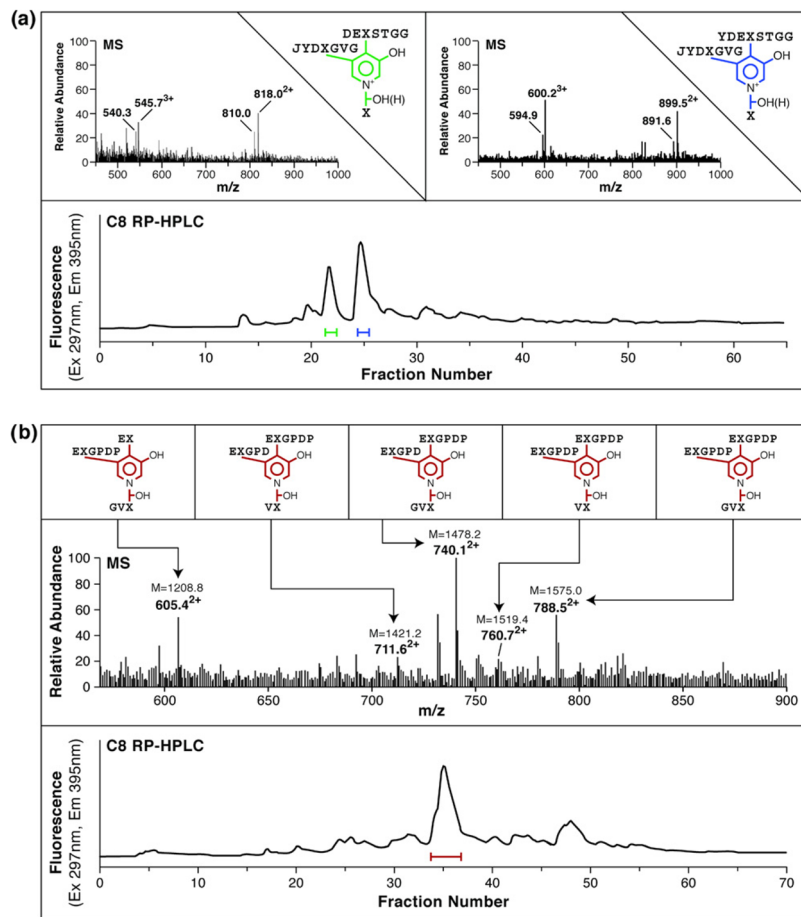 (a)
MS
Relative Abundance
100
80
60
40
20
0
540.3
545.7³⁺
810.0
818.0²⁺
500 600 700 800 900 1000
m/z
DEXSTGG
JYDXGVG
OH
N⁺
OH(H)
X
MS
Relative Abundance
100
80
60
40
20
0
594.9
600.2³⁺
891.6
899.5²⁺
500 600 700 800 900 1000
m/z
YDEXSTGG
JYDXGVG
OH
N⁺
OH(H)
X
C8 RP-HPLC
Fluorescence
(Ex 297nm, Em 395nm)
0 10 20 30 40 50 60
Fraction Number
(b)
EX
EXGPDP
OH
N
OH
GVX
EXGPDP
EXGPD
OH
N
OH
VX
EXGPDP
EXGPD
OH
N
OH
GVX
EXGPDP
EXGPDP
OH
N
OH
VX
EXGPDP
EXGPDP
OH
N
OH
GVX
MS
Relative Abundance
100
80
60
40
20
0
M=1208.8
605.4²⁺
M=1421.2
711.6²⁺
M=1478.2
740.1²⁺
M=1519.4
760.7²⁺
M=1575.0
788.5²⁺
600 650 700 750 800 850 900
m/z
C8 RP-HPLC
Fluorescence
(Ex 297nm, Em 395nm)
0 10 20 30 40 50 60 70
Fraction Number